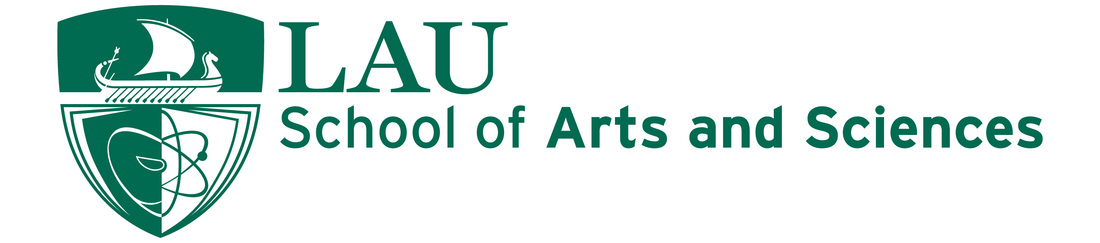 LAU
School of Arts and Sciences